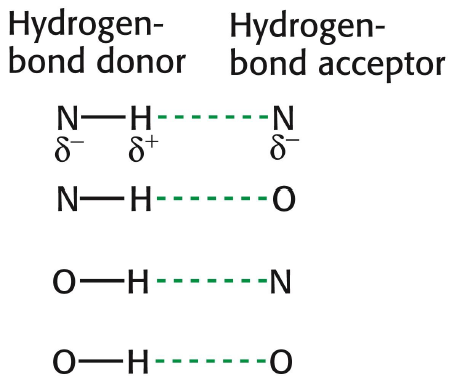 Hydrogen-
bond donor
Hydrogen-
bond acceptor
N—H-------N
δ⁻ δ⁺ δ⁻
N—H-------O
O—H-------N
O—H-------O